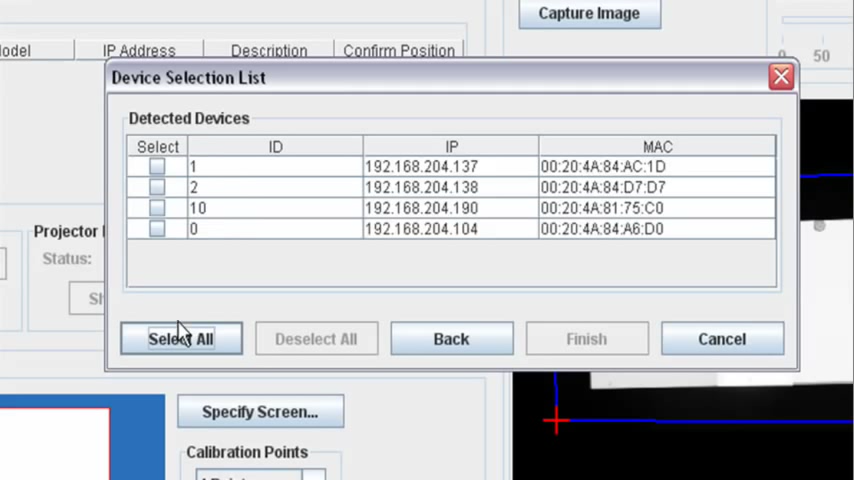 Capture Image
0 50
IP Address Description Confirm Position
Device Selection List
Detected Devices
Select ID IP MAC
1 192.168.204.137 00:20:4A:84:AC:1D
2 192.168.204.138 00:20:4A:84:D7:D7
10 192.168.204.190 00:20:4A:81:75:C0
0 192.168.204.104 00:20:4A:84:A6:D0
Projector
Status:
Select All Deselect All Back Finish Cancel
Specify Screen...
Calibration Points